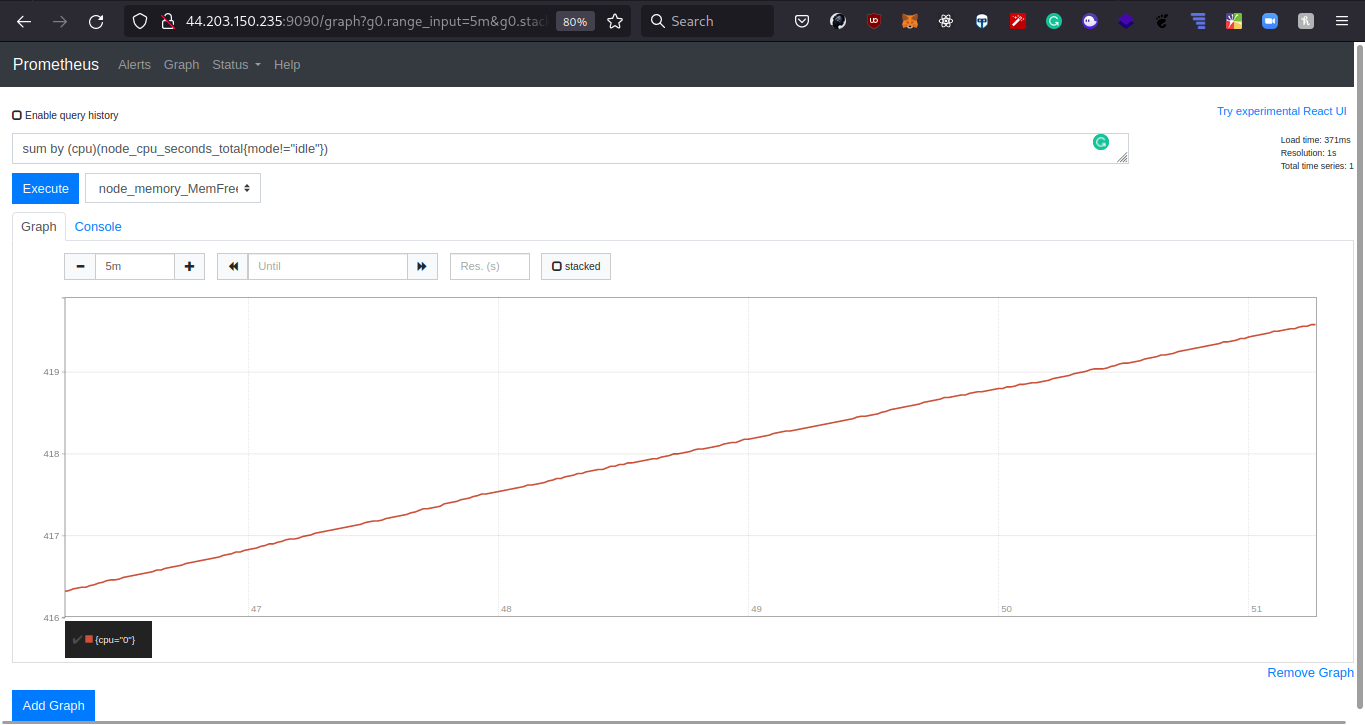 44.203.150.235:9090/graph?g0.range_input=5m&g0.stac
80%
Search
Prometheus Alerts Graph Status Help
Enable query history
Try experimental React UI
sum by (cpu)(node_cpu_seconds_total{mode!="idle"})
Load time: 371ms
Resolution: 1s
Total time series: 1
Execute
node_memory_MemFree
Graph Console
5m Until Res. (s) stacked
419
418
417
416
47 48 49 50 51
{cpu="0"}
Remove Graph
Add Graph